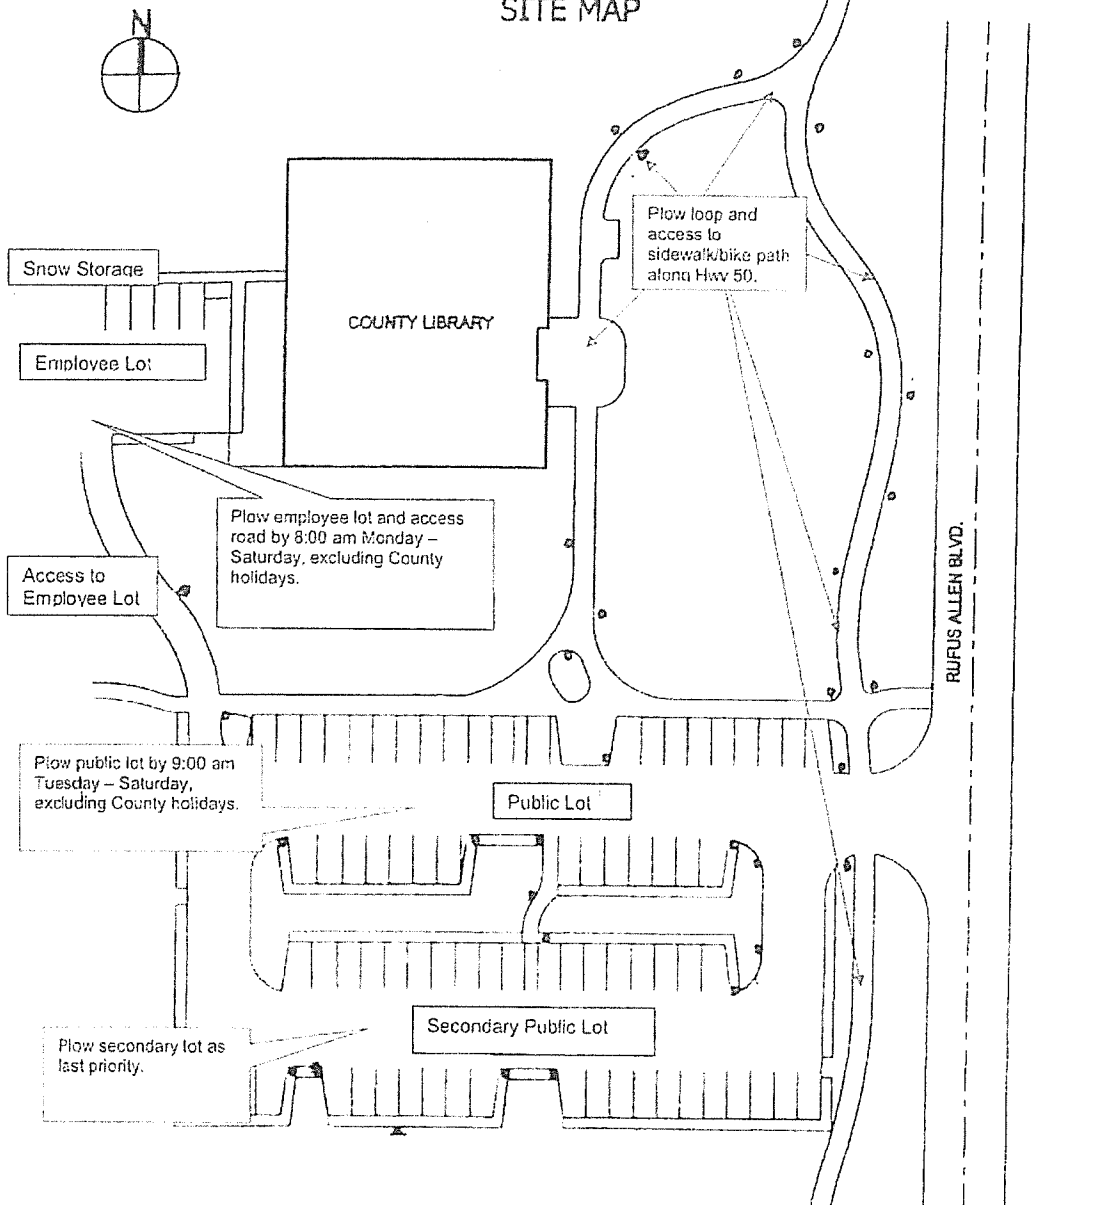 SITE MAP
N
Plow loop and
access to
sidewalk/bike path
along Hwy 50.
Snow Storage
COUNTY LIBRARY
Employee Lot
Plow employee lot and access
road by 8:00 am Monday –
Saturday, excluding County
holidays.
Access to
Employee Lot
RUFUS ALLEN BLVD.
Plow public lot by 9:00 am
Tuesday – Saturday,
excluding County holidays.
Public Lot
Secondary Public Lot
Plow secondary lot as
last priority.